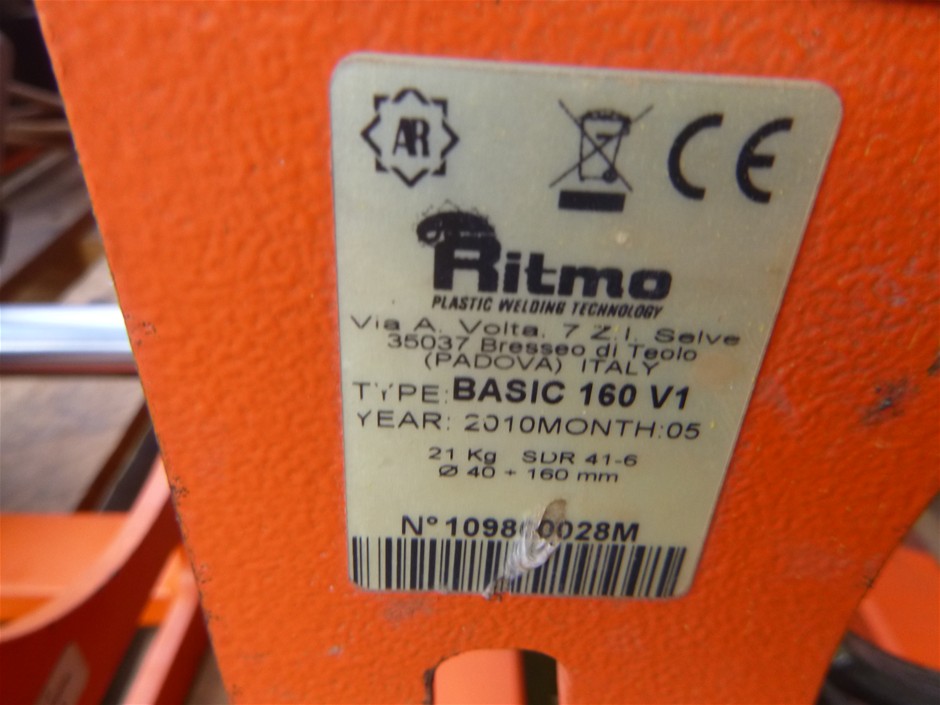 AR
CE
Ritmo
PLASTIC WELDING TECHNOLOGY
Via A. Volta, 7 Z.I. Selve
35037 Bresseo di Teolo
(PADOVA) ITALY
TYPE: BASIC 160 V1
YEAR: 2010 MONTH:05
21 Kg SDR 41-6
Ø 40 ÷ 160 mm